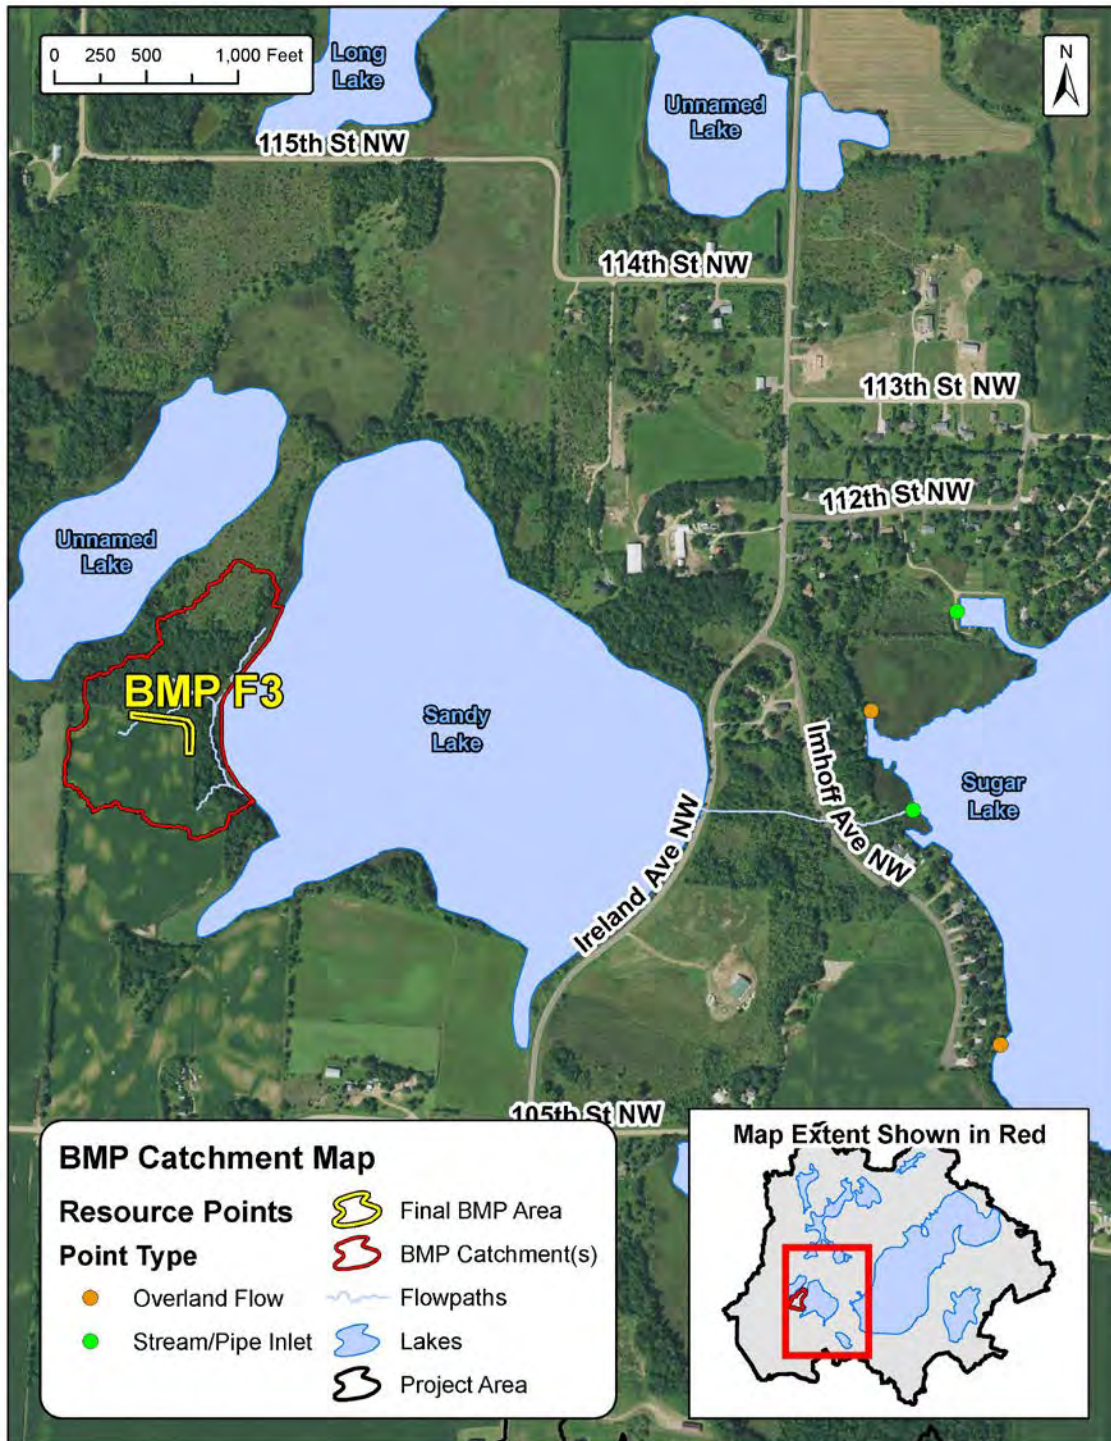 0 250 500 1,000 Feet
Long
Lake
N
Unnamed
Lake
115th St NW
114th St NW
113th St NW
112th St NW
Unnamed
Lake
BMP F3
Sandy
Lake
Imhoff Ave NW
Sugar
Lake
Ireland Ave NW
105th St NW
BMP Catchment Map
Resource Points
Point Type
Overland Flow
Stream/Pipe Inlet
Final BMP Area
BMP Catchment(s)
Flowpaths
Lakes
Project Area
Map Extent Shown in Red